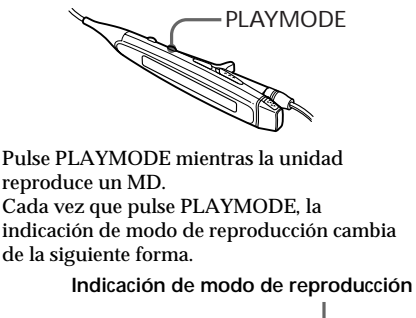 PLAYMODE
Pulse PLAYMODE mientras la unidad
reproduce un MD.
Cada vez que pulse PLAYMODE, la
indicación de modo de reproducción cambia
de la siguiente forma.
Indicación de modo de reproducción